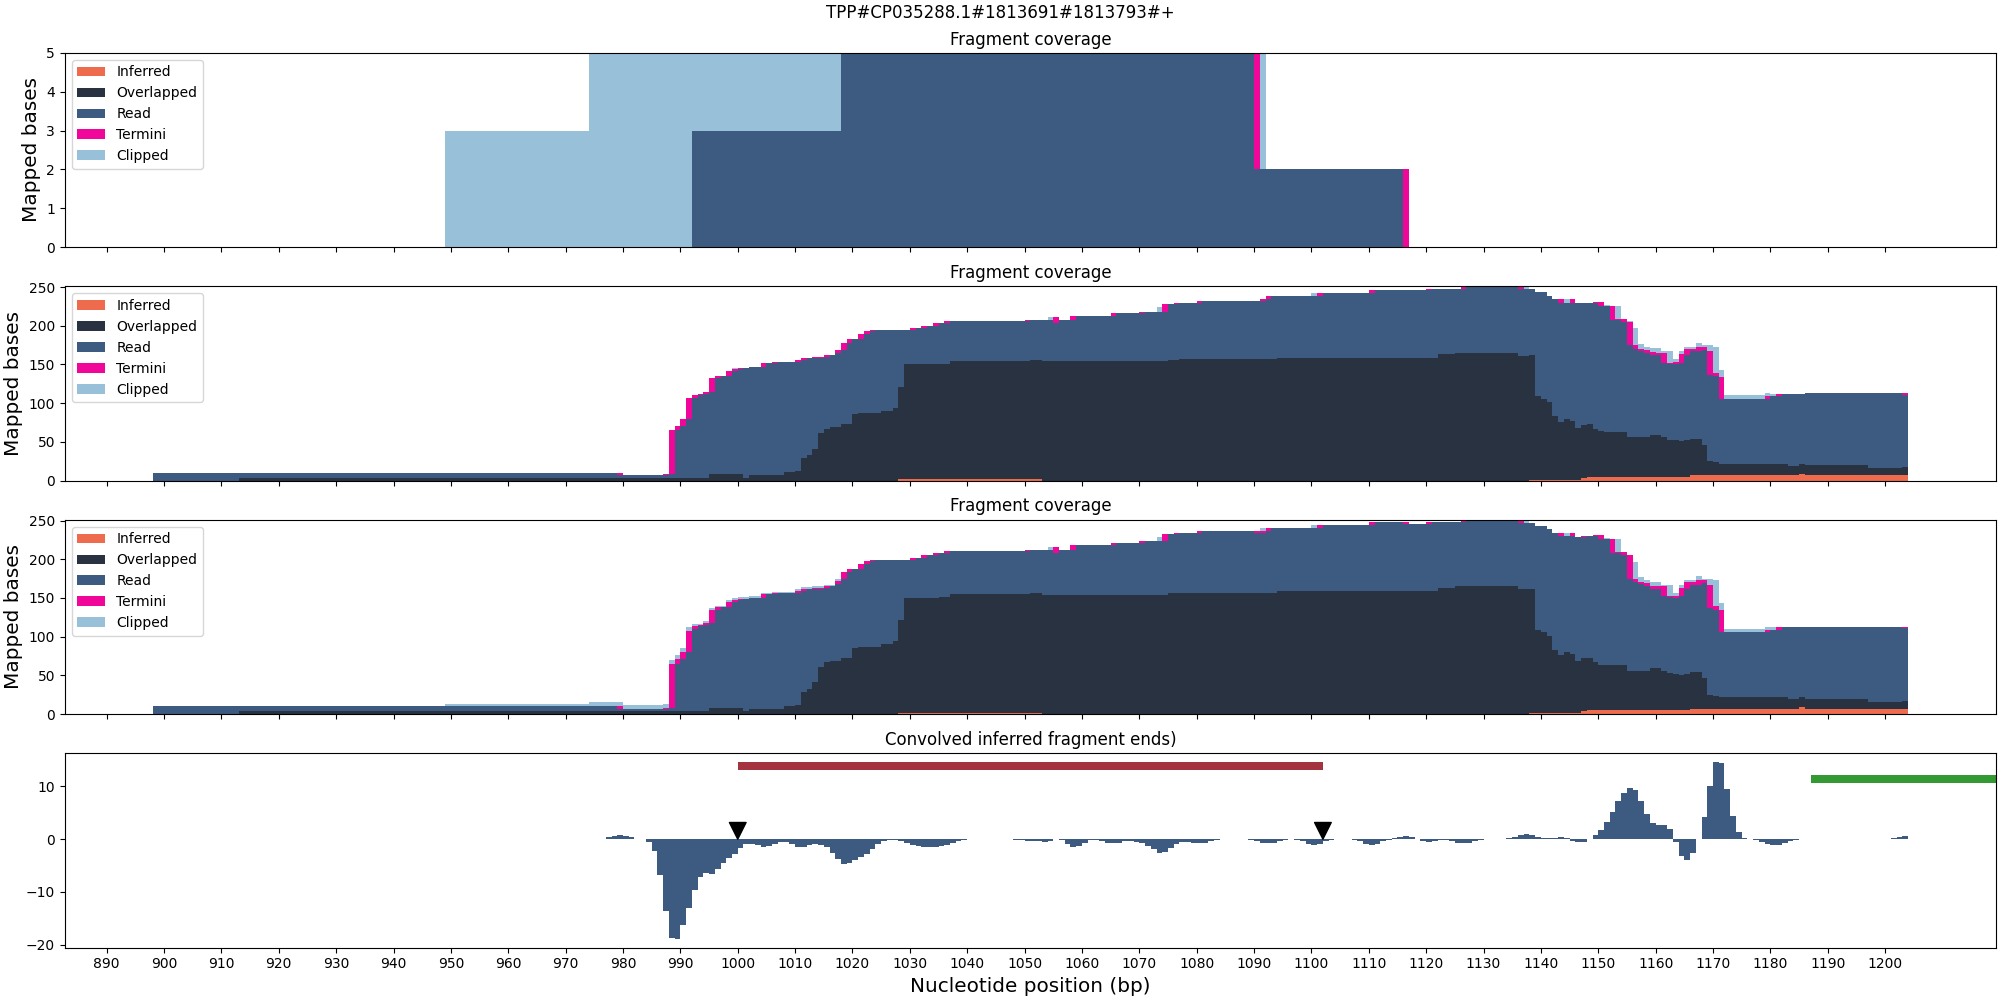 TPP#CP035288.1#1813691#1813793#+
Fragment coverage
Mapped bases
5
4
3
2
1
0
Inferred
Overlapped
Read
Termini
Clipped
Fragment coverage
Mapped bases
250
200
150
100
50
0
Inferred
Overlapped
Read
Termini
Clipped
Fragment coverage
Mapped bases
250
200
150
100
50
0
Inferred
Overlapped
Read
Termini
Clipped
Convolved inferred fragment ends)
10
0
−10
−20
890 900 910 920 930 940 950 960 970 980 990 1000 1010 1020 1030 1040 1050 1060 1070 1080 1090 1100 1110 1120 1130 1140 1150 1160 1170 1180 1190 1200
Nucleotide position (bp)